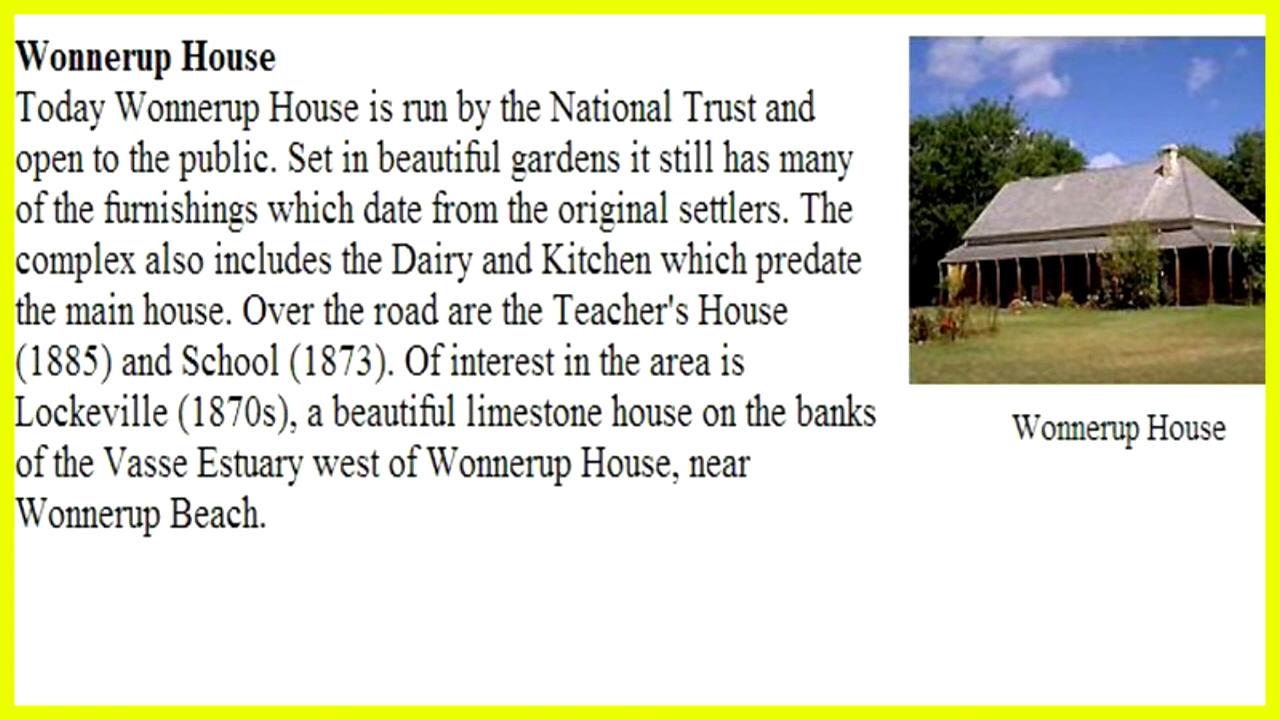 Wonnerup House
Today Wonnerup House is run by the National Trust and
open to the public. Set in beautiful gardens it still has many
of the furnishings which date from the original settlers. The
complex also includes the Dairy and Kitchen which predate
the main house. Over the road are the Teacher's House
(1885) and School (1873). Of interest in the area is
Lockeville (1870s), a beautiful limestone house on the banks
of the Vasse Estuary west of Wonnerup House, near
Wonnerup Beach.
Wonnerup House